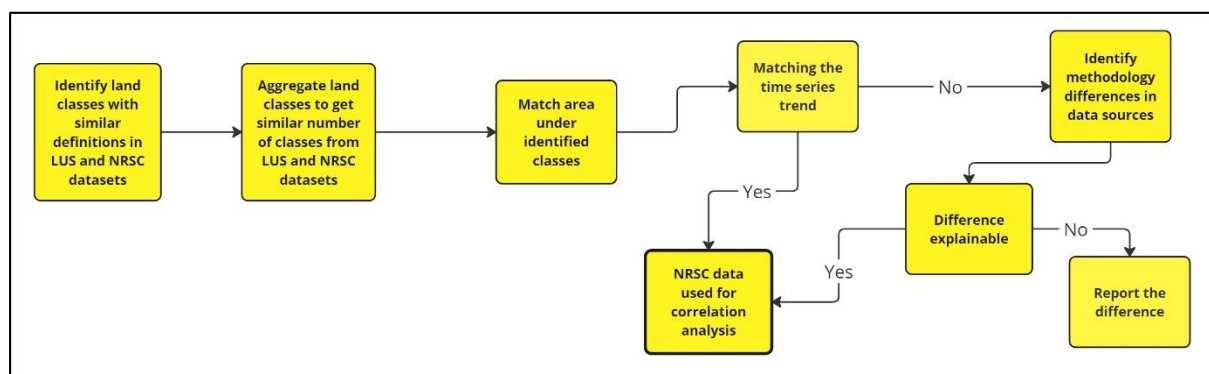 Identify land
classes with
similar
definitions in
LUS and NRSC
datasets
Aggregate land
classes to get
similar number
of classes from
LUS and NRSC
datasets
Match area
under
identified
classes
Matching the
time series
trend
No
Identify
methodology
differences in
data sources
Yes
Difference
explainable
No
Yes
NRSC data
used for
correlation
analysis
Report the
difference